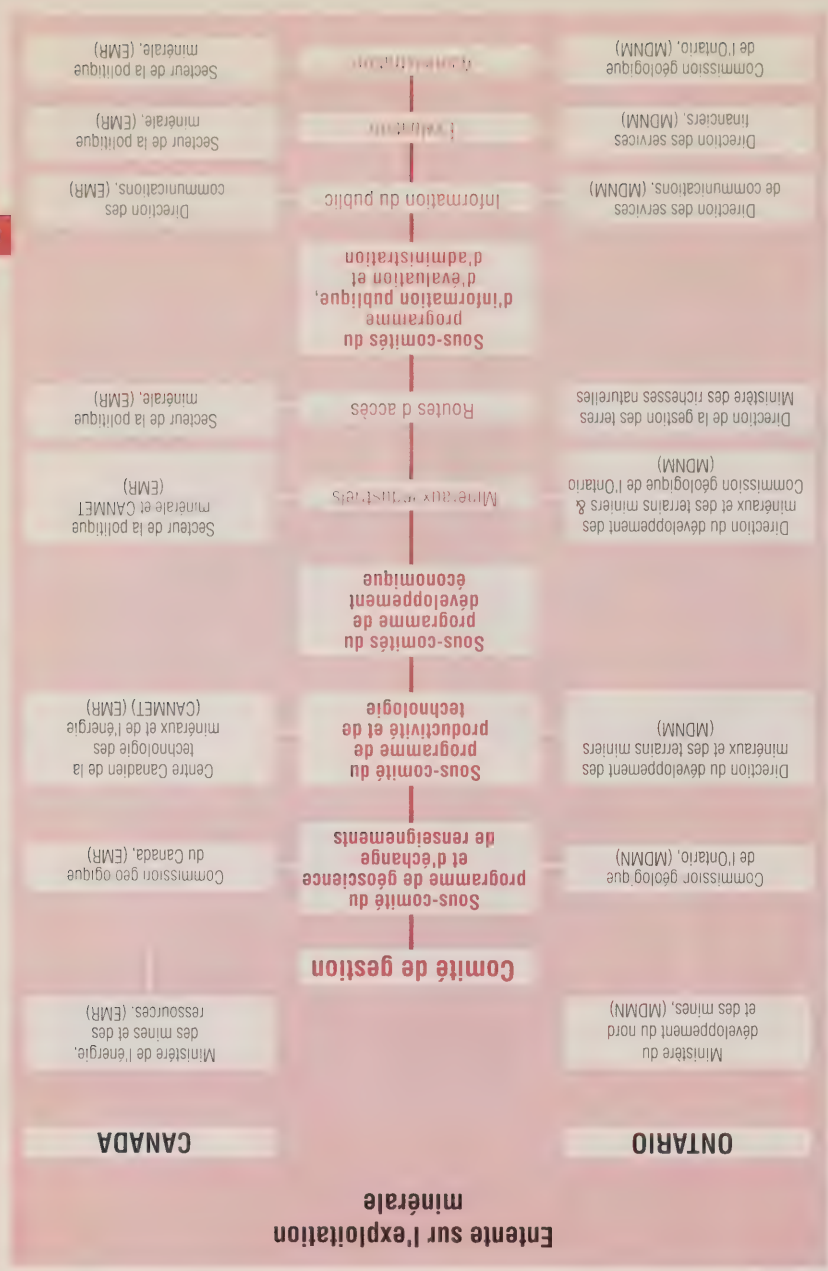 Entente sur l'exploitation
minérale
ONTARIO
CANADA
Ministère du
développement du nord
et des mines, (MDNM)
Ministère de l'énergie,
des mines et des
ressources. (EMR)
Comité de gestion
Commission géologique
de l'Ontario, (MDNM)
Sous-comité du
programme de géoscience
et d'échange
de renseignements
Commission géologique
du Canada, (EMR)
Direction du développement des
minéraux et des terrains miniers
(MDNM)
Sous-comité du
programme de
productivité et de
technologie
Centre Canadien de la
technologie des
minéraux et de l'énergie
(CANMET) (EMR)
Sous-comités du
programme de
développement
économique
Direction du développement des
minéraux et des terrains miniers &
Commission géologique de l'Ontario
(MDNM)
Minéraux industriels
Secteur de la politique
minérale et CANMET
(EMR)
Direction de la gestion des terres
Ministère des richesses naturelles
Routes d'accès
Secteur de la politique
minérale, (EMR)
Sous-comités du
programme
d'information publique,
d'évaluation et
d'administration
Direction des services
de communications, (MDNM)
Information du public
Direction des
communications, (EMR)
Direction des services
financiers, (MDNM)
Évaluation
Secteur de la politique
minérale, (EMR)
Commission géologique
de l'Ontario, (MDNM)
Administration
Secteur de la politique
minérale, (EMR)